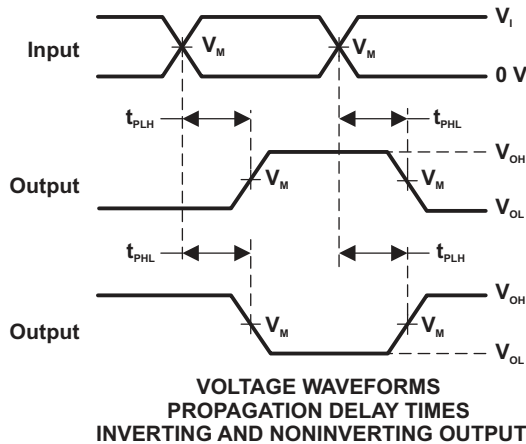 V_I
Input
V_M
V_M
0 V
t_PLH
t_PHL
V_OH
Output
V_M
V_M
V_OL
t_PHL
t_PLH
V_OH
Output
V_M
V_M
V_OL
VOLTAGE WAVEFORMS
PROPAGATION DELAY TIMES
INVERTING AND NONINVERTING OUTPUT